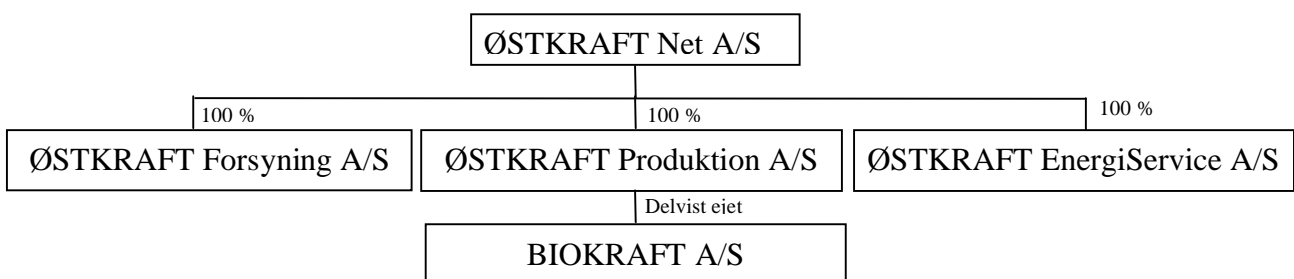 ØSTKRAFT Net A/S
100 %
100 %
100 %
ØSTKRAFT Forsyning A/S
ØSTKRAFT Produktion A/S
ØSTKRAFT EnergiService A/S
Delvist ejet
BIOKRAFT A/S